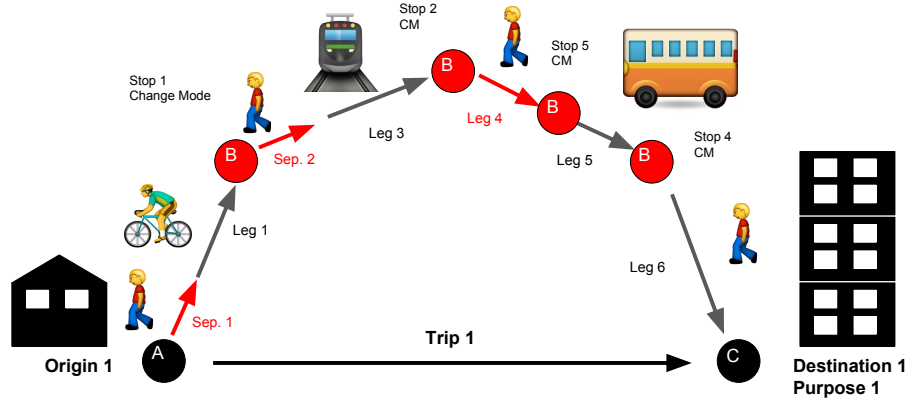 Stop 2
CM
Stop 5
CM
Stop 1
Change Mode
B
B
B
B
Leg 3
Leg 4
Sep. 2
Leg 5
Stop 4
CM
Leg 1
Leg 6
Sep. 1
Trip 1
A
C
Origin 1
Destination 1
Purpose 1